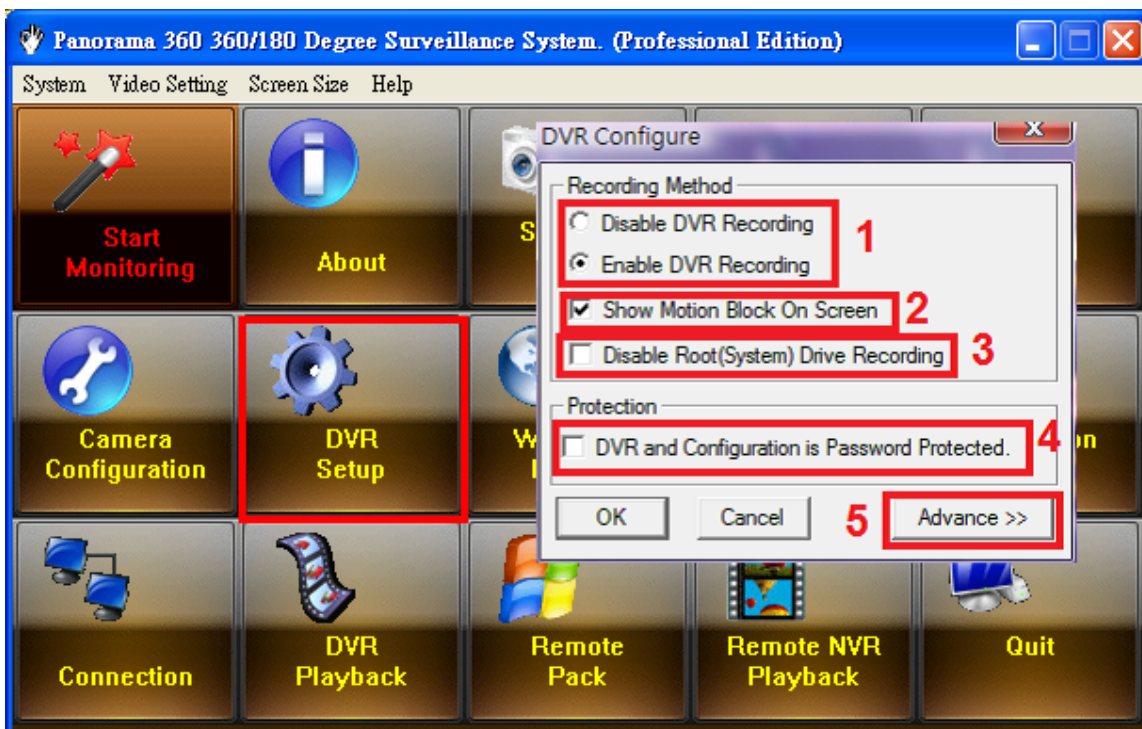 Panorama 360 360/180 Degree Surveillance System. (Professional Edition)
System Video Setting Screen Size Help
Start
Monitoring
About
S
DVR Configure
X
Recording Method
Disable DVR Recording
Enable DVR Recording
1
Show Motion Block On Screen
2
Disable Root(System) Drive Recording
3
Protection
DVR and Configuration is Password Protected.
4
OK
Cancel
5
Advance >>
Camera
Configuration
DVR
Setup
W
on
Connection
DVR
Playback
Remote
Pack
Remote NVR
Playback
Quit